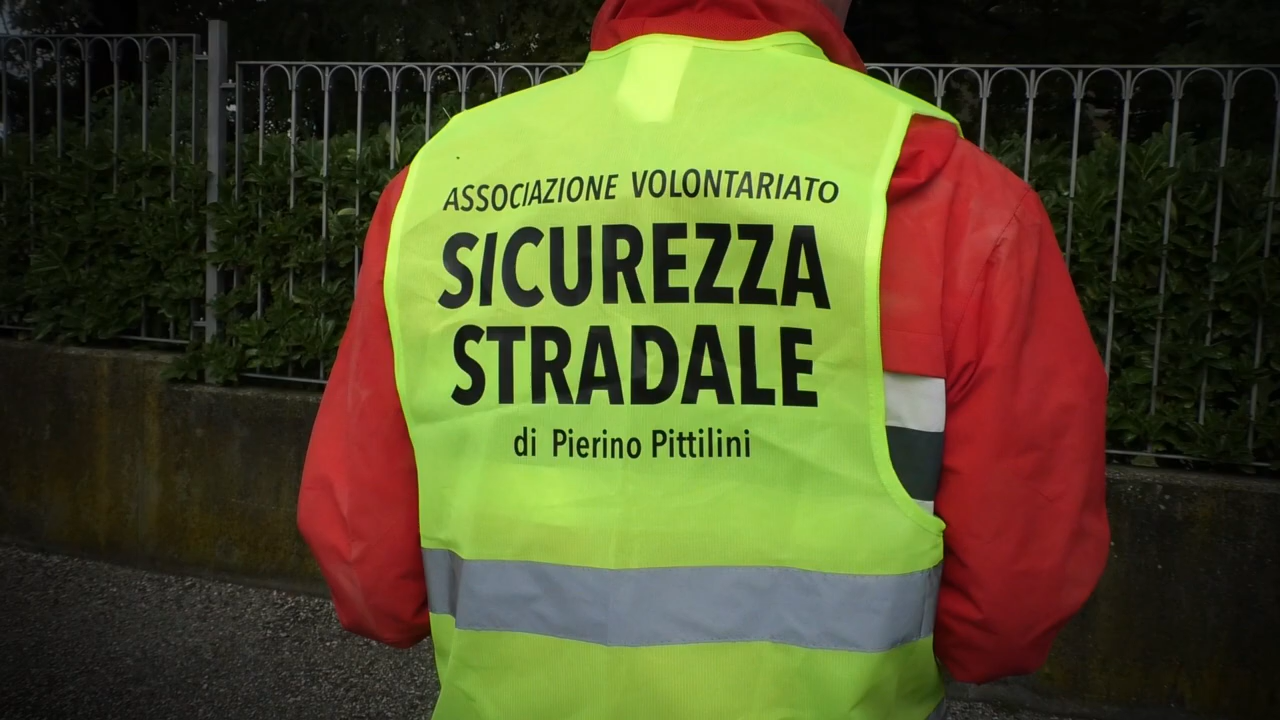 ASSOCIAZIONE VOLONTARIATO
SICUREZZA
STRADALE
di Pierino Pittilini